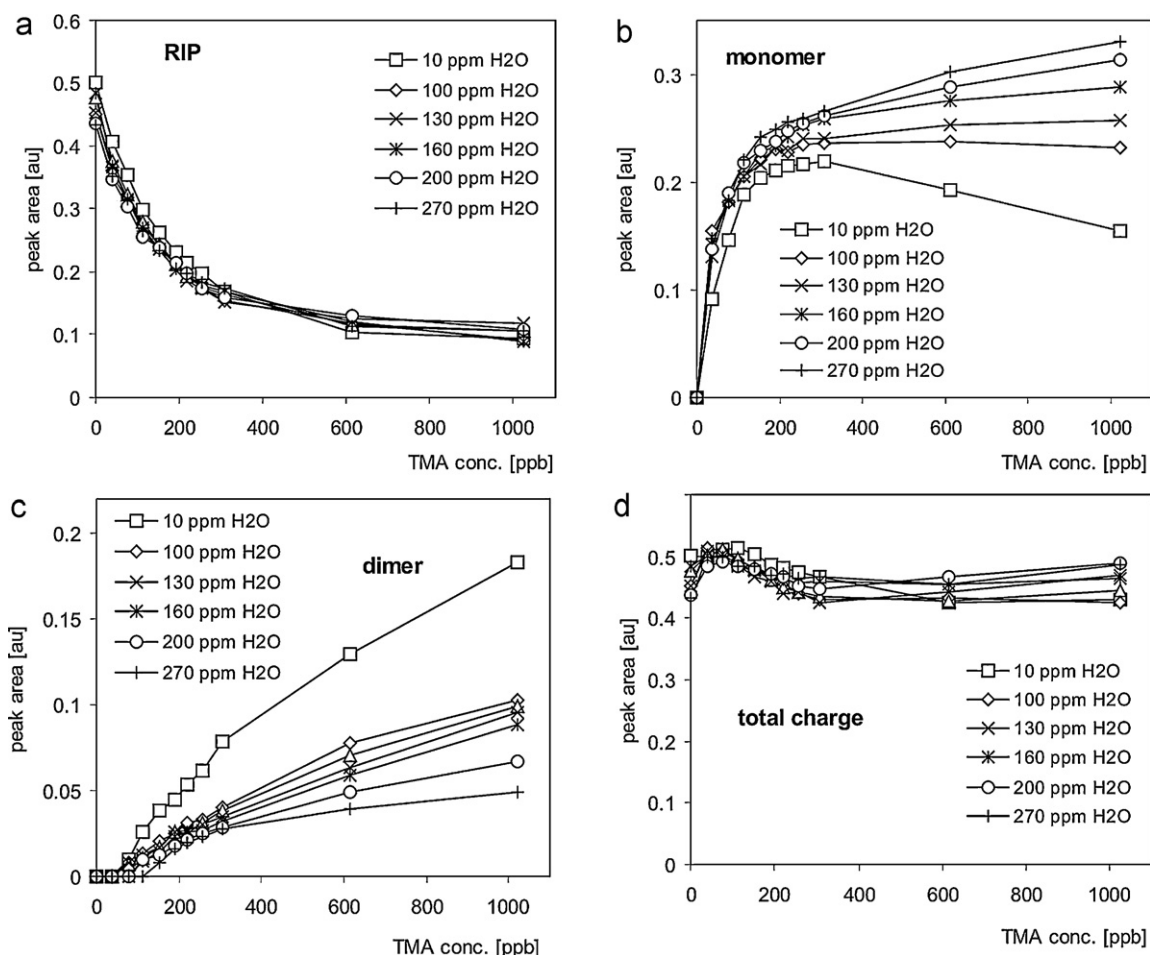 a
RIP
peak area [au]
0.6
0.5
0.4
0.3
0.2
0.1
0
0 200 400 600 800 1000
TMA conc. [ppb]
10 ppm H2O
100 ppm H2O
130 ppm H2O
160 ppm H2O
200 ppm H2O
270 ppm H2O
b
monomer
peak area [au]
0.3
0.2
0.1
0
0 200 400 600 800 1000
TMA conc. [ppb]
10 ppm H2O
100 ppm H2O
130 ppm H2O
160 ppm H2O
200 ppm H2O
270 ppm H2O
c
dimer
peak area [au]
0.2
0.15
0.1
0.05
0
0 200 400 600 800 1000
TMA conc. [ppb]
10 ppm H2O
100 ppm H2O
130 ppm H2O
160 ppm H2O
200 ppm H2O
270 ppm H2O
d
total charge
peak area [au]
0.5
0.4
0.3
0.2
0.1
0
0 200 400 600 800 1000
TMA conc. [ppb]
10 ppm H2O
100 ppm H2O
130 ppm H2O
160 ppm H2O
200 ppm H2O
270 ppm H2O